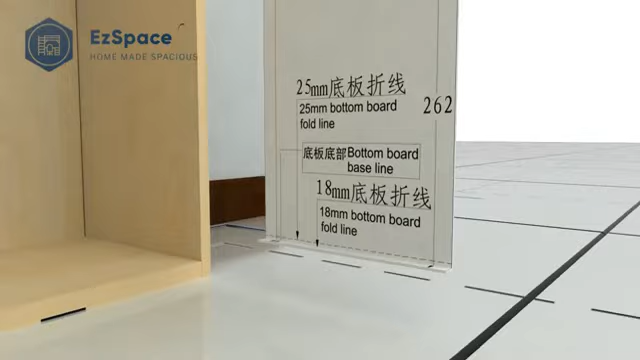 EzSpace
HOME MADE SPACIOUS
25mm底板折线
25mm bottom board
fold line
262
底板底部Bottom board
base line
18mm底板折线
18mm bottom board
fold line